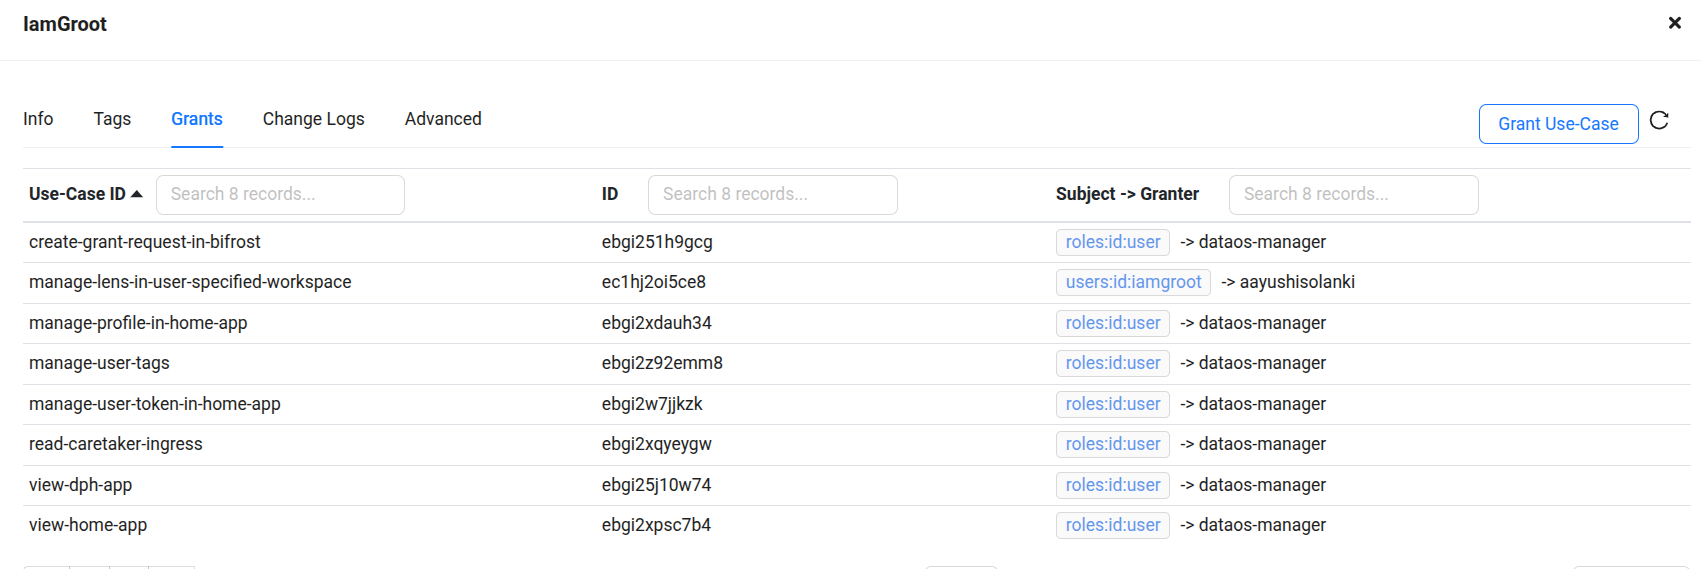 IamGroot
Info Tags Grants Change Logs Advanced Grant Use-Case
Use-Case ID Search 8 records... ID Search 8 records... Subject -> Granter Search 8 records...
create-grant-request-in-bifrost ebgi251h9gcg roles:id:user -> dataos-manager
manage-lens-in-user-specified-workspace ec1hj2oi5ce8 users:id:iamgroot -> aayushisolanki
manage-profile-in-home-app ebgi2xdauh34 roles:id:user -> dataos-manager
manage-user-tags ebgi2z92emm8 roles:id:user -> dataos-manager
manage-user-token-in-home-app ebgi2w7jjkzk roles:id:user -> dataos-manager
read-caretaker-ingress ebgi2xqyeygw roles:id:user -> dataos-manager
view-dph-app ebgi25j10w74 roles:id:user -> dataos-manager
view-home-app ebgi2xpsc7b4 roles:id:user -> dataos-manager